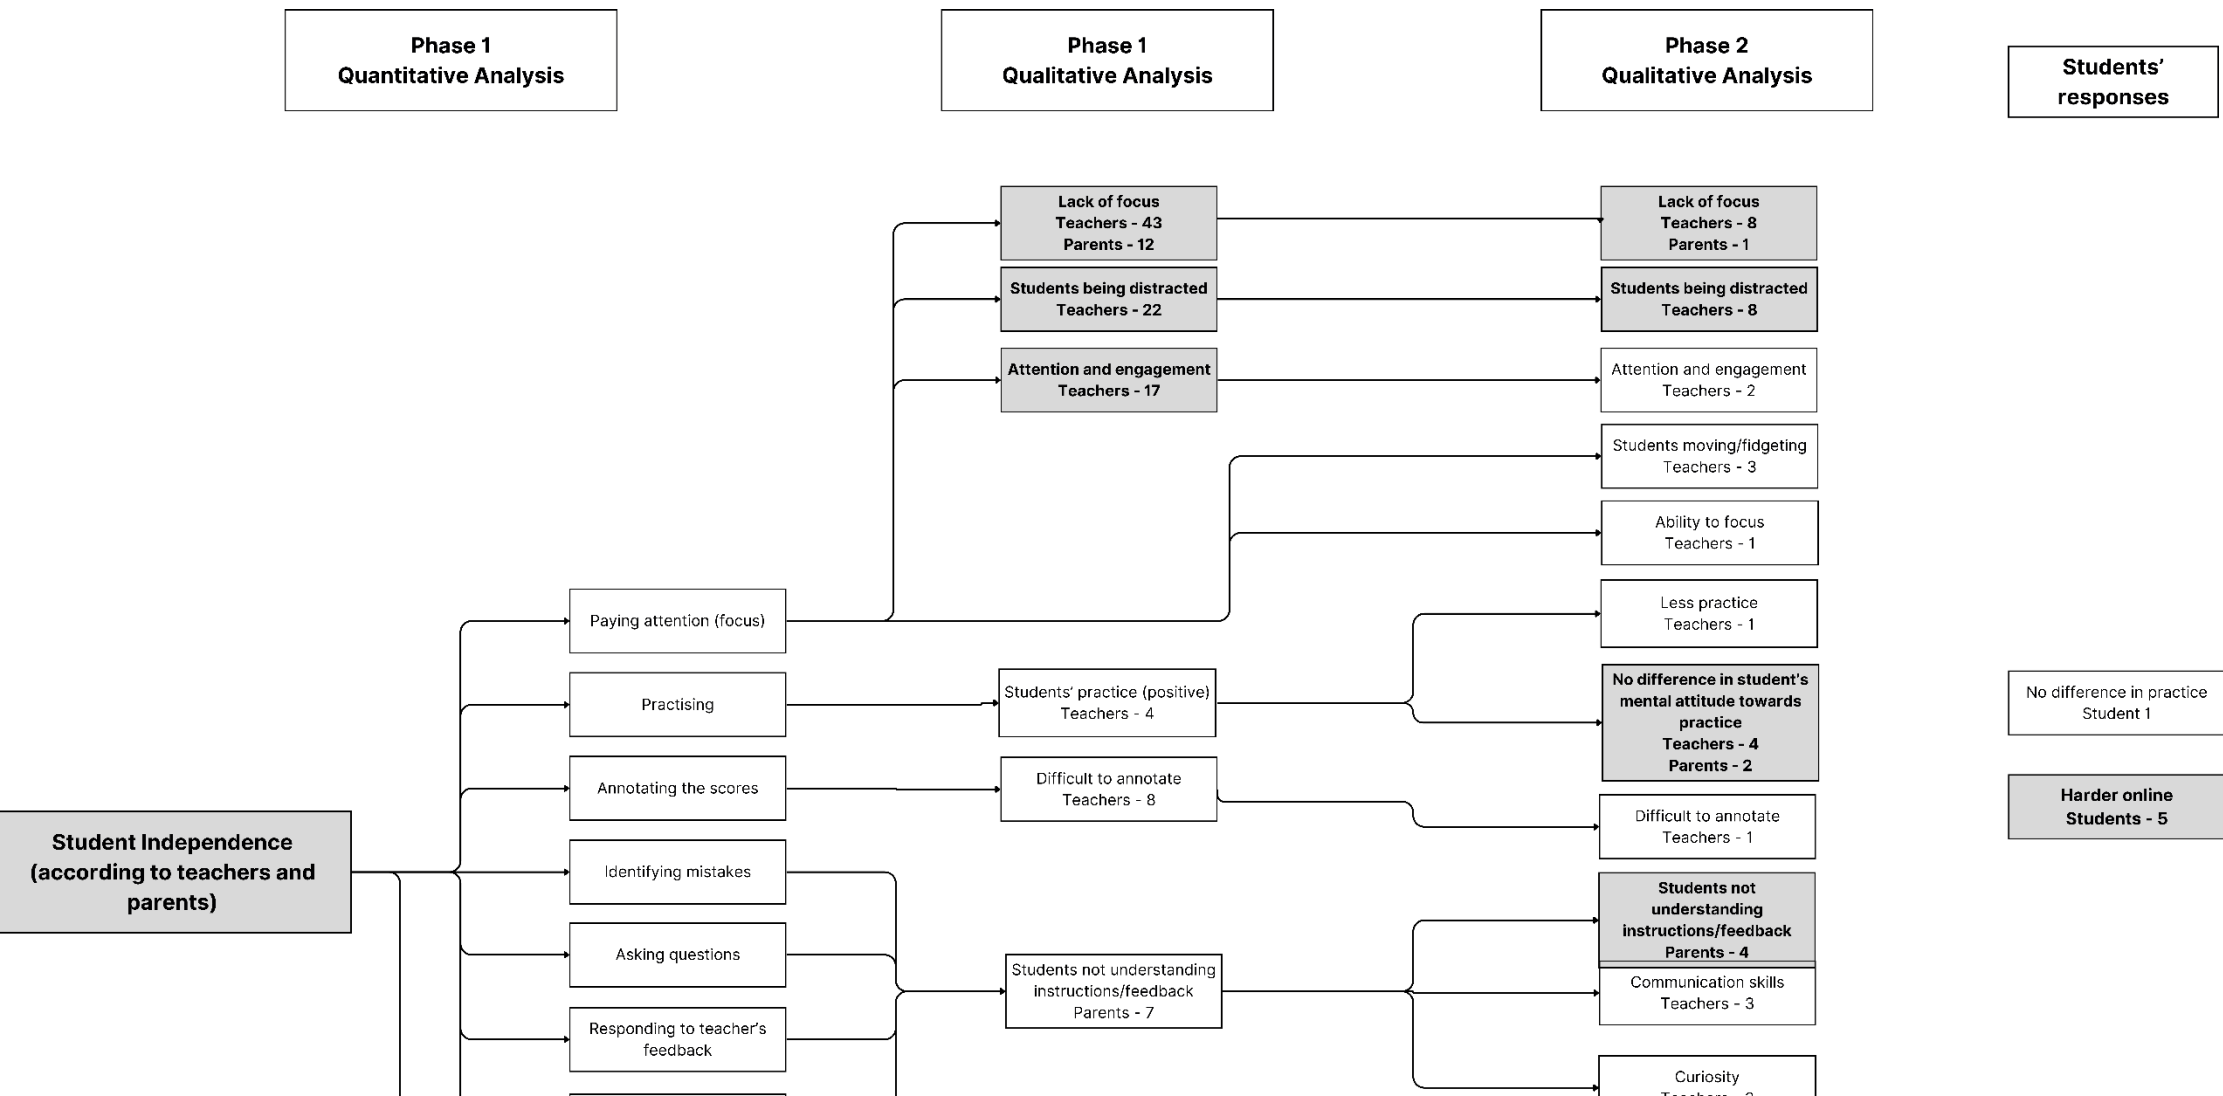 Phase 1
Quantitative Analysis
Phase 1
Qualitative Analysis
Phase 2
Qualitative Analysis
Students’
responses
Lack of focus
Teachers - 43
Parents - 12
Lack of focus
Teachers - 8
Parents - 1
Students being distracted
Teachers - 22
Students being distracted
Teachers - 8
Attention and engagement
Teachers - 17
Attention and engagement
Teachers - 2
Students moving/fidgeting
Teachers - 3
Ability to focus
Teachers - 1
Paying attention (focus)
Less practice
Teachers - 1
Practising
Students’ practice (positive)
Teachers - 4
No difference in student’s
mental attitude towards
practice
Teachers - 4
Parents - 2
No difference in practice
Student 1
Annotating the scores
Difficult to annotate
Teachers - 8
Difficult to annotate
Teachers - 1
Harder online
Students - 5
Student Independence
(according to teachers and
parents)
Identifying mistakes
Students not
understanding
instructions/feedback
Parents - 4
Asking questions
Students not understanding
instructions/feedback
Parents - 7
Communication skills
Teachers - 3
Responding to teacher’s
feedback
Curiosity